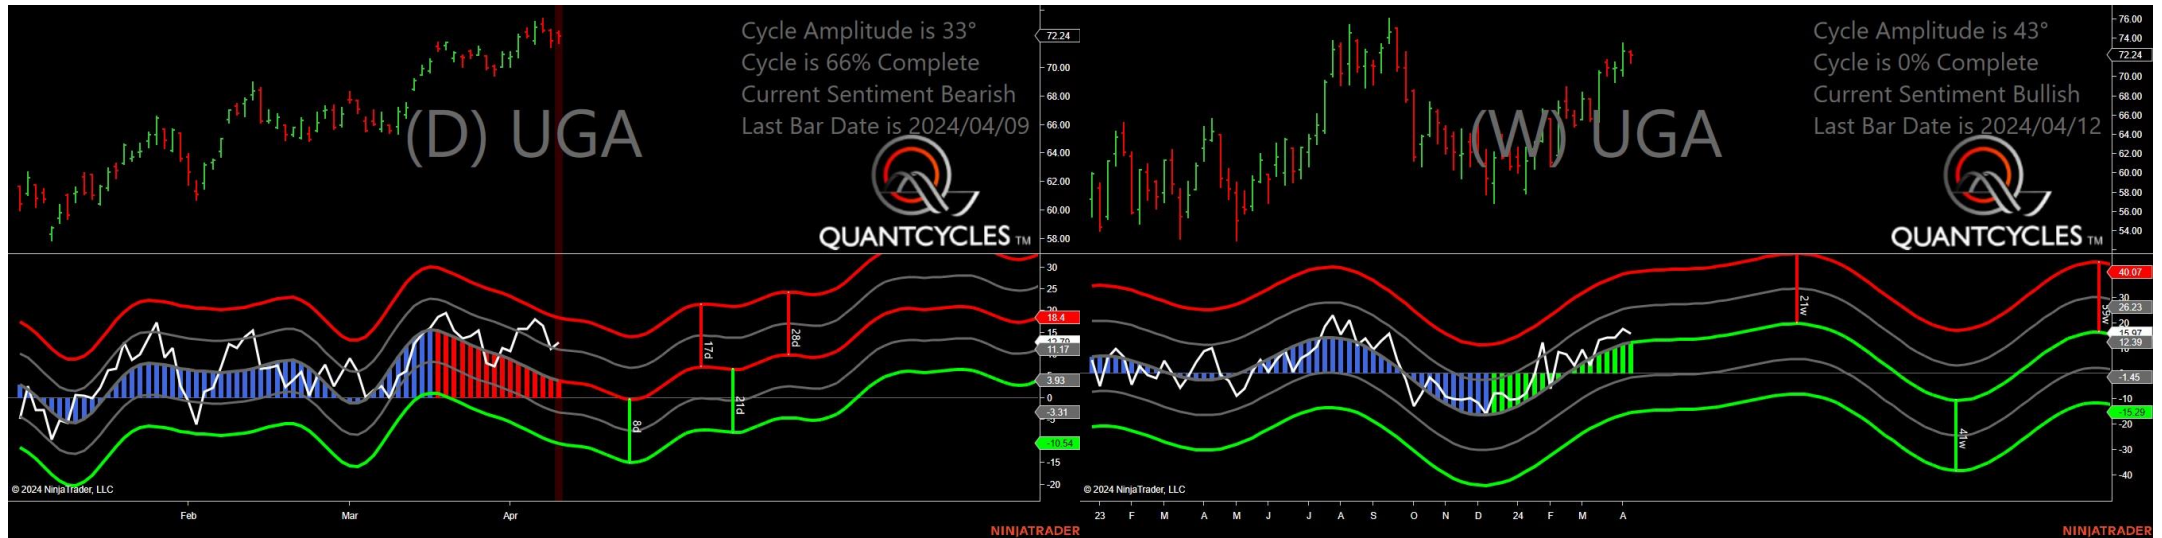 Cycle Amplitude is 33°
Cycle is 66% Complete
Current Sentiment Bearish
Last Bar Date is 2024/04/09
(D) UGA
QUANTCYCLES TM
72.24
70.00
68.00
66.00
64.00
62.00
60.00
58.00
30
25
20
18.4
15
11.17
3.93
0
-3.31
-10.54
-15
-20
17d
28d
8d
21d
© 2024 NinjaTrader, LLC
Feb Mar Apr
NINJATRADER
Cycle Amplitude is 43°
Cycle is 0% Complete
Current Sentiment Bullish
Last Bar Date is 2024/04/12
(W) UGA
QUANTCYCLES TM
76.00
74.00
72.24
70.00
68.00
66.00
64.00
62.00
60.00
58.00
56.00
54.00
40.07
30
26.23
20
15.97
12.39
-1.45
-10
-15.29
-20
-30
-40
21w
59w
41w
© 2024 NinjaTrader, LLC
23 F M A M J J A S O N D 24 F M A
NINJATRADER